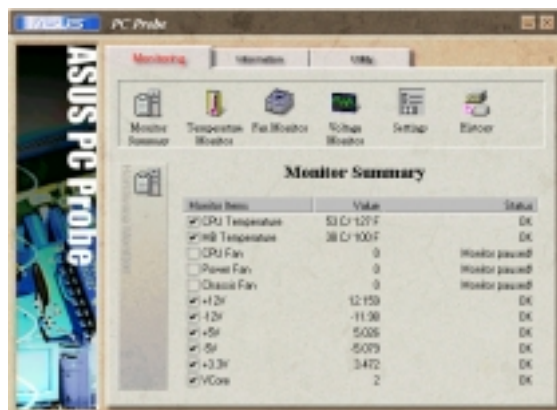 ASUS PC Probe
Monitoring Information Utility
ASUS PC Probe
Monitor Summary
Temperature Monitor
Fan Monitor
Voltage Monitor
Settings
History
Monitor Summary
Monitor Items Value Status
CPU Temperature 53 C/ 127 F OK
MB Temperature 38 C/ 100 F OK
CPU Fan 0 Monitor paused!
Power Fan 0 Monitor paused!
Chassis Fan 0 Monitor paused!
+12V 12.159 OK
-12V -11.98 OK
+5V 5.026 OK
-5V -5.079 OK
+3.3V 3.472 OK
VCore 2 OK